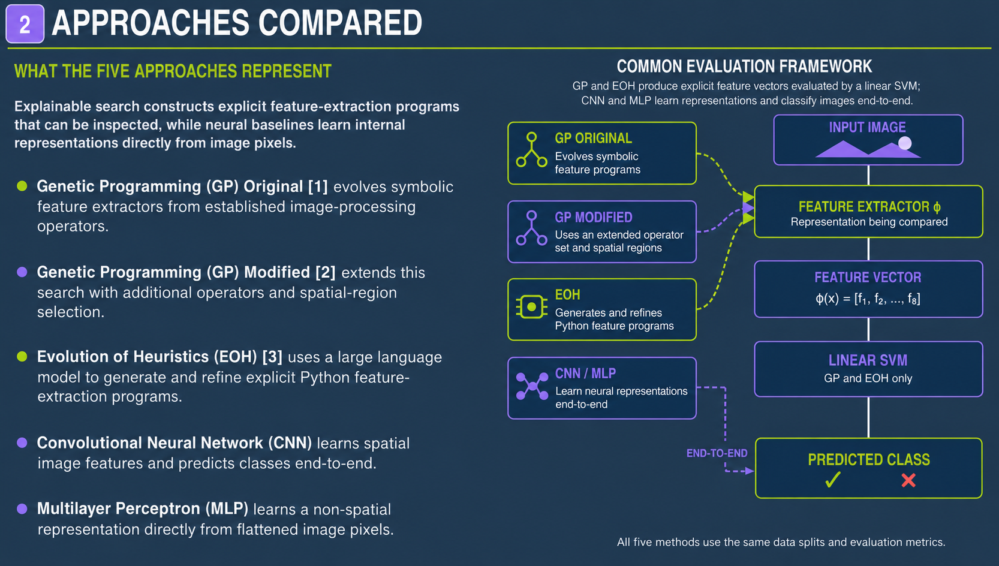 2
APPROACHES COMPARED
WHAT THE FIVE APPROACHES REPRESENT
Explainable search constructs explicit feature-extraction programs
that can be inspected, while neural baselines learn internal
representations directly from image pixels.
Genetic Programming (GP) Original [1] evolves symbolic
feature extractors from established image-processing
operators.
Genetic Programming (GP) Modified [2] extends this
search with additional operators and spatial-region
selection.
Evolution of Heuristics (EOH) [3] uses a large language
model to generate and refine explicit Python feature-
extraction programs.
Convolutional Neural Network (CNN) learns spatial
image features and predicts classes end-to-end.
Multilayer Perceptron (MLP) learns a non-spatial
representation directly from flattened image pixels.
COMMON EVALUATION FRAMEWORK
GP and EOH produce explicit feature vectors evaluated by a linear SVM;
CNN and MLP learn representations and classify images end-to-end.
GP ORIGINAL
Evolves symbolic
feature programs
GP MODIFIED
Uses an extended operator
set and spatial regions
EOH
Generates and refines
Python feature programs
CNN / MLP
Learn neural representations
end-to-end
END-TO-END
INPUT IMAGE
FEATURE EXTRACTOR ϕ
Representation being compared
FEATURE VECTOR
ϕ(x) = [f₁, f₂, ..., f₈]
LINEAR SVM
GP and EOH only
PREDICTED CLASS
All five methods use the same data splits and evaluation metrics.